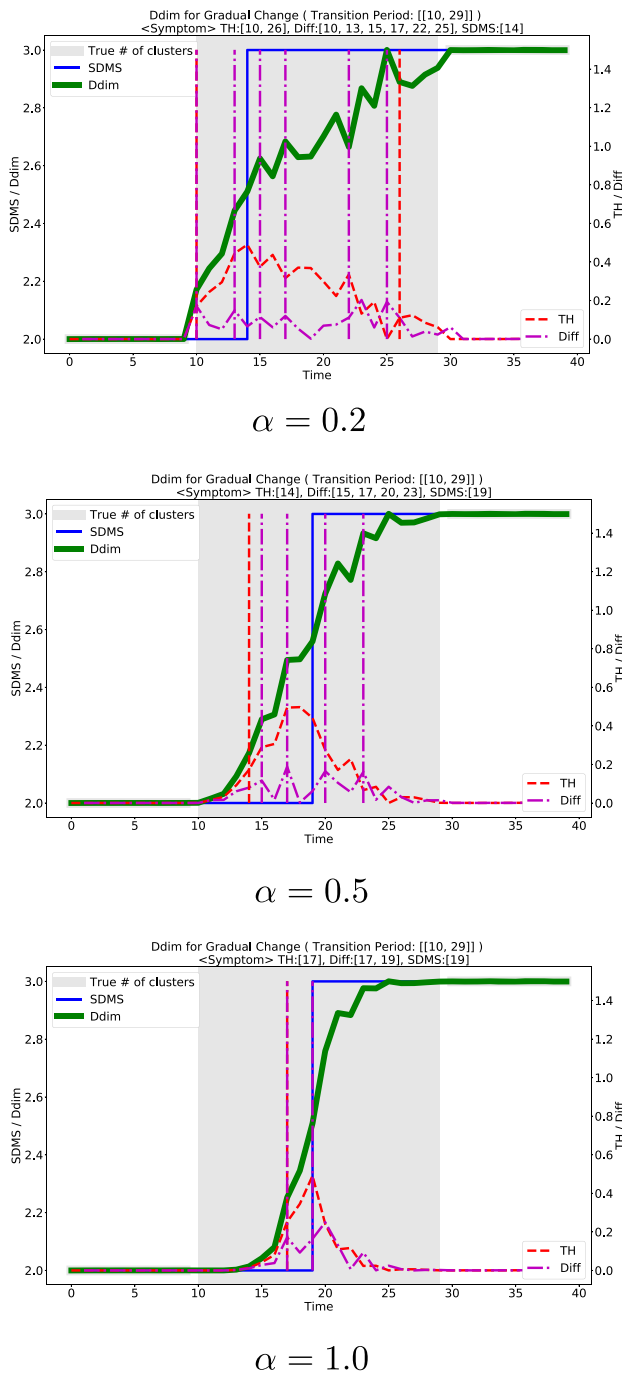 Ddim for Gradual Change ( Transition Period: [[10, 29]] )
<Symptom> TH:[10, 26], Diff:[10, 13, 15, 17, 22, 25], SDMS:[14]
True # of clusters
SDMS
Ddim
3.0
2.8
2.6
2.4
2.2
2.0
SDMS / Ddim
1.4
1.2
1.0
0.8
0.6
0.4
0.2
0.0
TH / Diff
TH
Diff
0 5 10 15 20 25 30 35 40
Time
α = 0.2
Ddim for Gradual Change ( Transition Period: [[10, 29]] )
<Symptom> TH:[14], Diff:[15, 17, 20, 23], SDMS:[19]
True # of clusters
SDMS
Ddim
3.0
2.8
2.6
2.4
2.2
2.0
SDMS / Ddim
1.4
1.2
1.0
0.8
0.6
0.4
0.2
0.0
TH / Diff
TH
Diff
0 5 10 15 20 25 30 35 40
Time
α = 0.5
Ddim for Gradual Change ( Transition Period: [[10, 29]] )
<Symptom> TH:[17], Diff:[17, 19], SDMS:[19]
True # of clusters
SDMS
Ddim
3.0
2.8
2.6
2.4
2.2
2.0
SDMS / Ddim
1.4
1.2
1.0
0.8
0.6
0.4
0.2
0.0
TH / Diff
TH
Diff
0 5 10 15 20 25 30 35 40
Time
α = 1.0